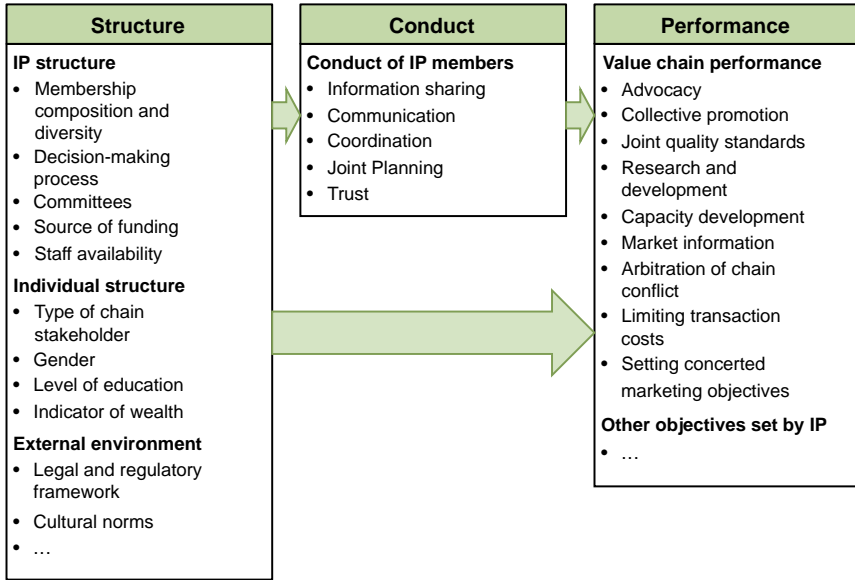 Structure
IP structure
• Membership
composition and
diversity
• Decision-making
process
• Committees
• Source of funding
• Staff availability
Individual structure
• Type of chain
stakeholder
• Gender
• Level of education
• Indicator of wealth
External environment
• Legal and regulatory
framework
• Cultural norms
• …
Conduct
Conduct of IP members
• Information sharing
• Communication
• Coordination
• Joint Planning
• Trust
Performance
Value chain performance
• Advocacy
• Collective promotion
• Joint quality standards
• Research and
development
• Capacity development
• Market information
• Arbitration of chain
conflict
• Limiting transaction
costs
• Setting concerted
marketing objectives
Other objectives set by IP
• …